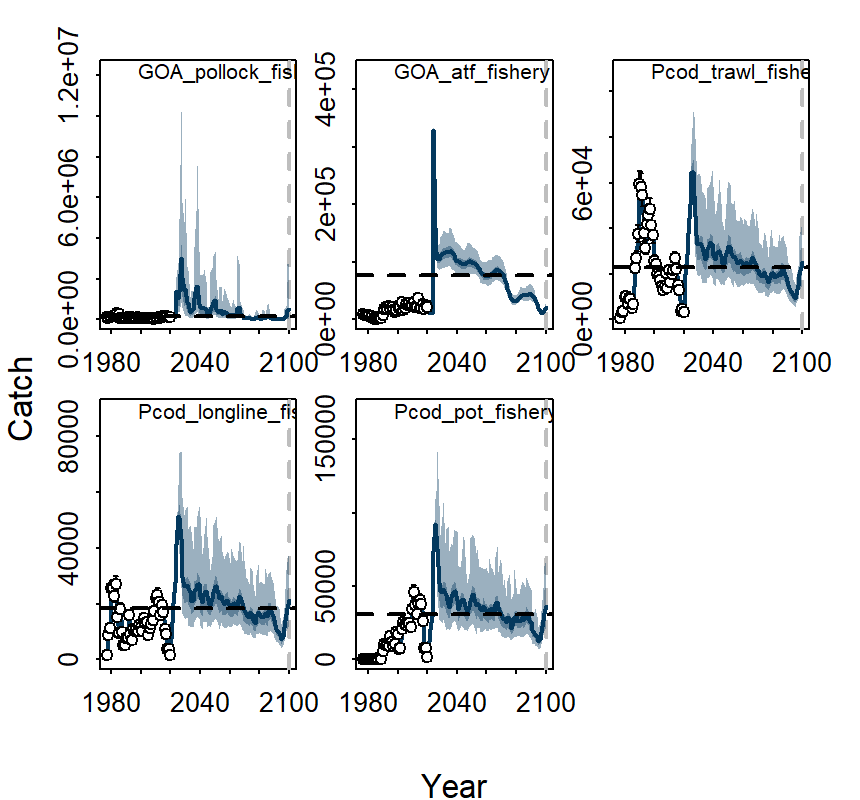 GOA_pollock_fis
GOA_atf_fishery
Pcod_trawl_fishe
0.0e+00 6.0e+06 1.2e+07
0e+00 2e+05 4e+05
0e+00 6e+04
1980 2040 2100
1980 2040 2100
1980 2040 2100
Catch
Pcod_longline_fis
Pcod_pot_fishery
0 40000 80000
0 50000 150000
1980 2040 2100
1980 2040 2100
Year